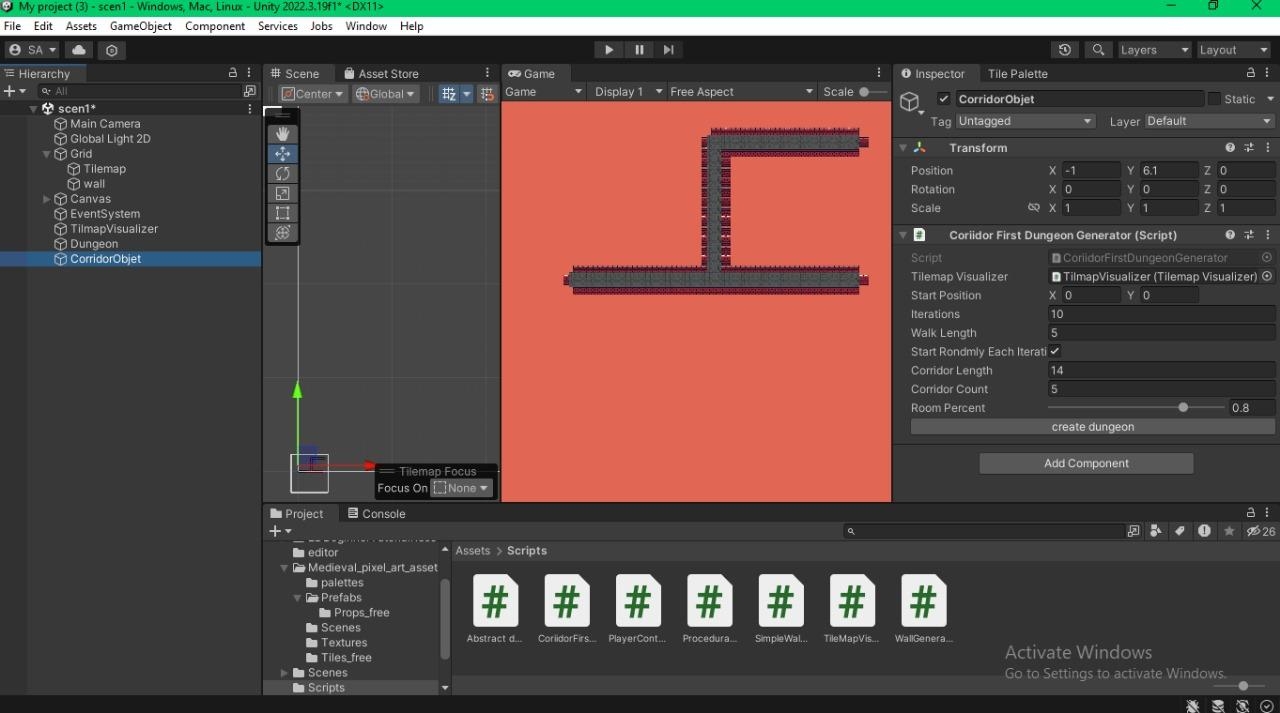 My project (3) - scen1 - Windows, Mac, Linux - Unity 2022.3.19f1* <DX11>
File Edit Assets GameObject Component Services Jobs Window Help
SA
Layers Layout
Hierarchy
All
scen1*
Main Camera
Global Light 2D
Grid
Tilemap
wall
Canvas
EventSystem
TilmapVisualizer
Dungeon
CorridorObjet
Scene Asset Store
Center Global
Tilemap Focus
Focus On None
Game
Game Display 1 Free Aspect Scale
Inspector Tile Palette
CorridorObjet Static
Tag Untagged Layer Default
Transform
Position X -1 Y 6.1 Z 0
Rotation X 0 Y 0 Z 0
Scale X 1 Y 1 Z 1
Coriidor First Dungeon Generator (Script)
Script CoriidorFirstDungeonGenerator
Tilemap Visualizer TilmapVisualizer (Tilemap Visualizer)
Start Position X 0 Y 0
Iterations 10
Walk Length 5
Start Rondmly Each Iterati
Corridor Length 14
Corridor Count 5
Room Percent 0.8
create dungeon
Add Component
Project Console
26
editor
Medieval_pixel_art_asset
palettes
Prefabs
Props_free
Scenes
Textures
Tiles_free
Scenes
Scripts
Assets > Scripts
Abstract d... CoriidorFirs... PlayerCont... Procedura... SimpleWal... TileMapVis... WallGenera...
Activate Windows
Go to Settings to activate Windows.